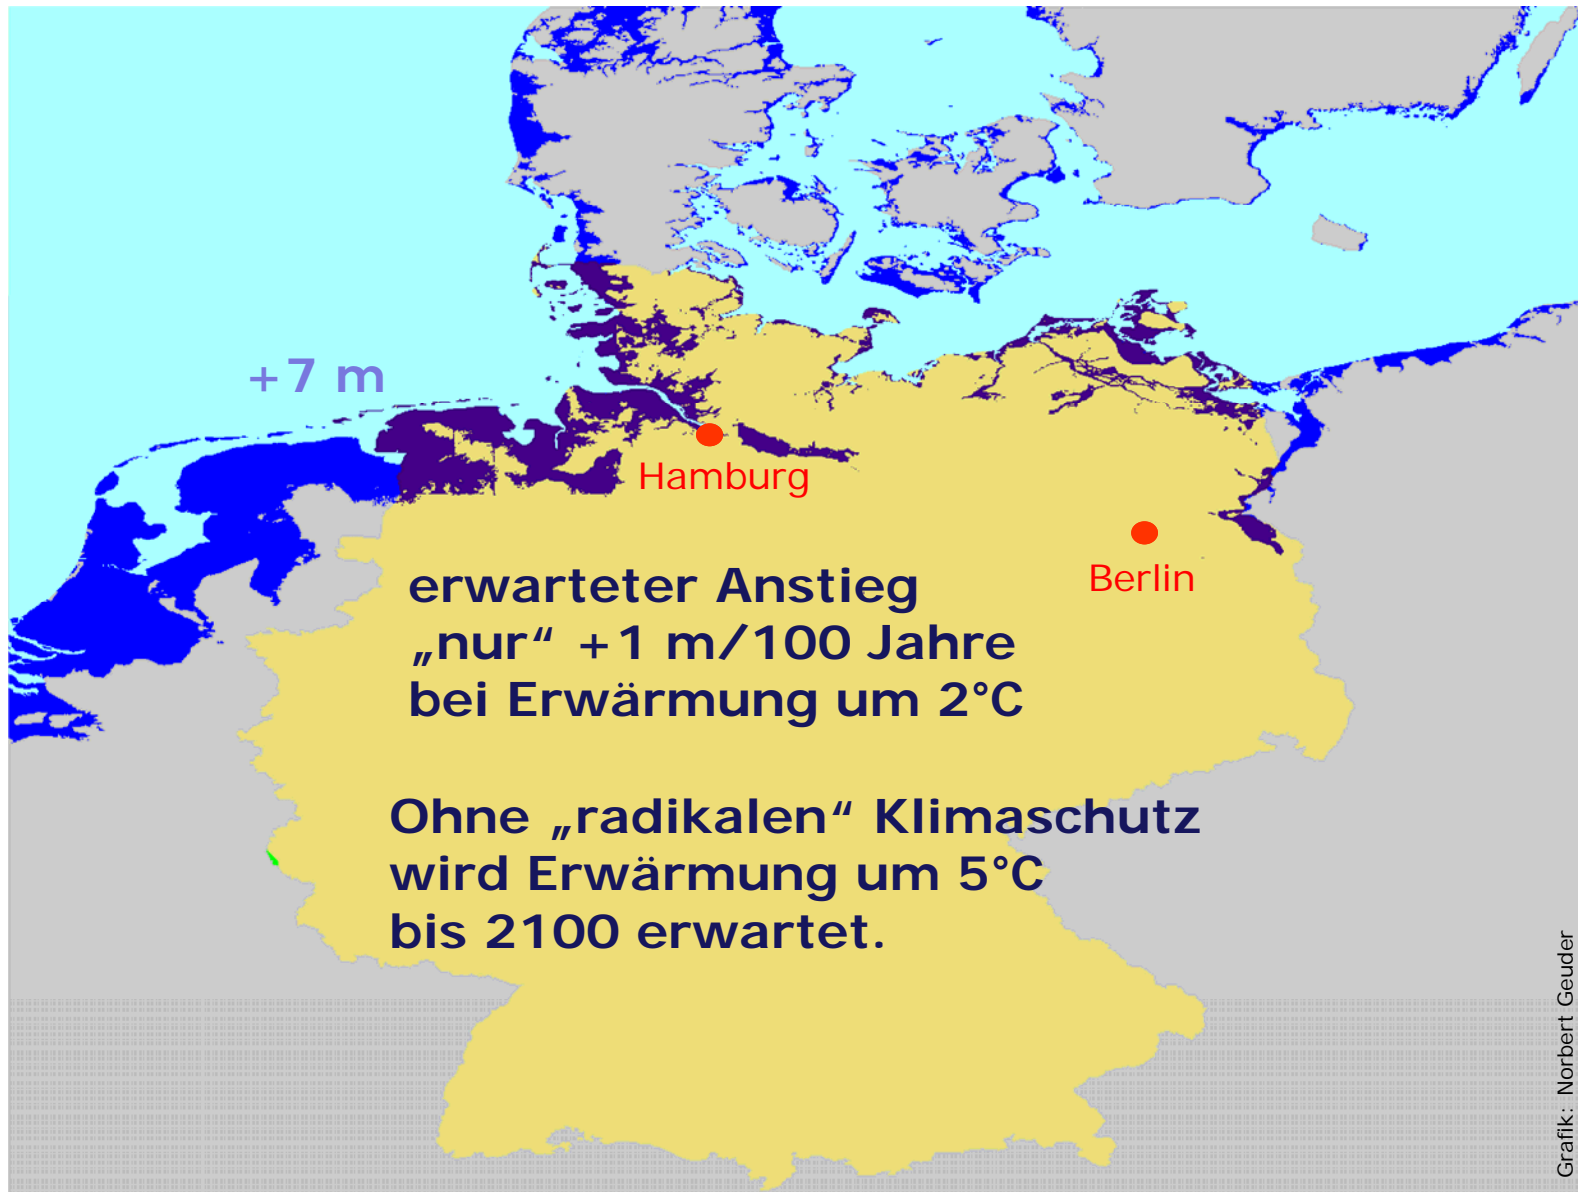 +7 m
Hamburg
Berlin
erwarteter Anstieg
„nur“ +1 m/100 Jahre
bei Erwärmung um 2°C
Ohne „radikalen“ Klimaschutz
wird Erwärmung um 5°C
bis 2100 erwartet.
Grafik: Norbert Geuder